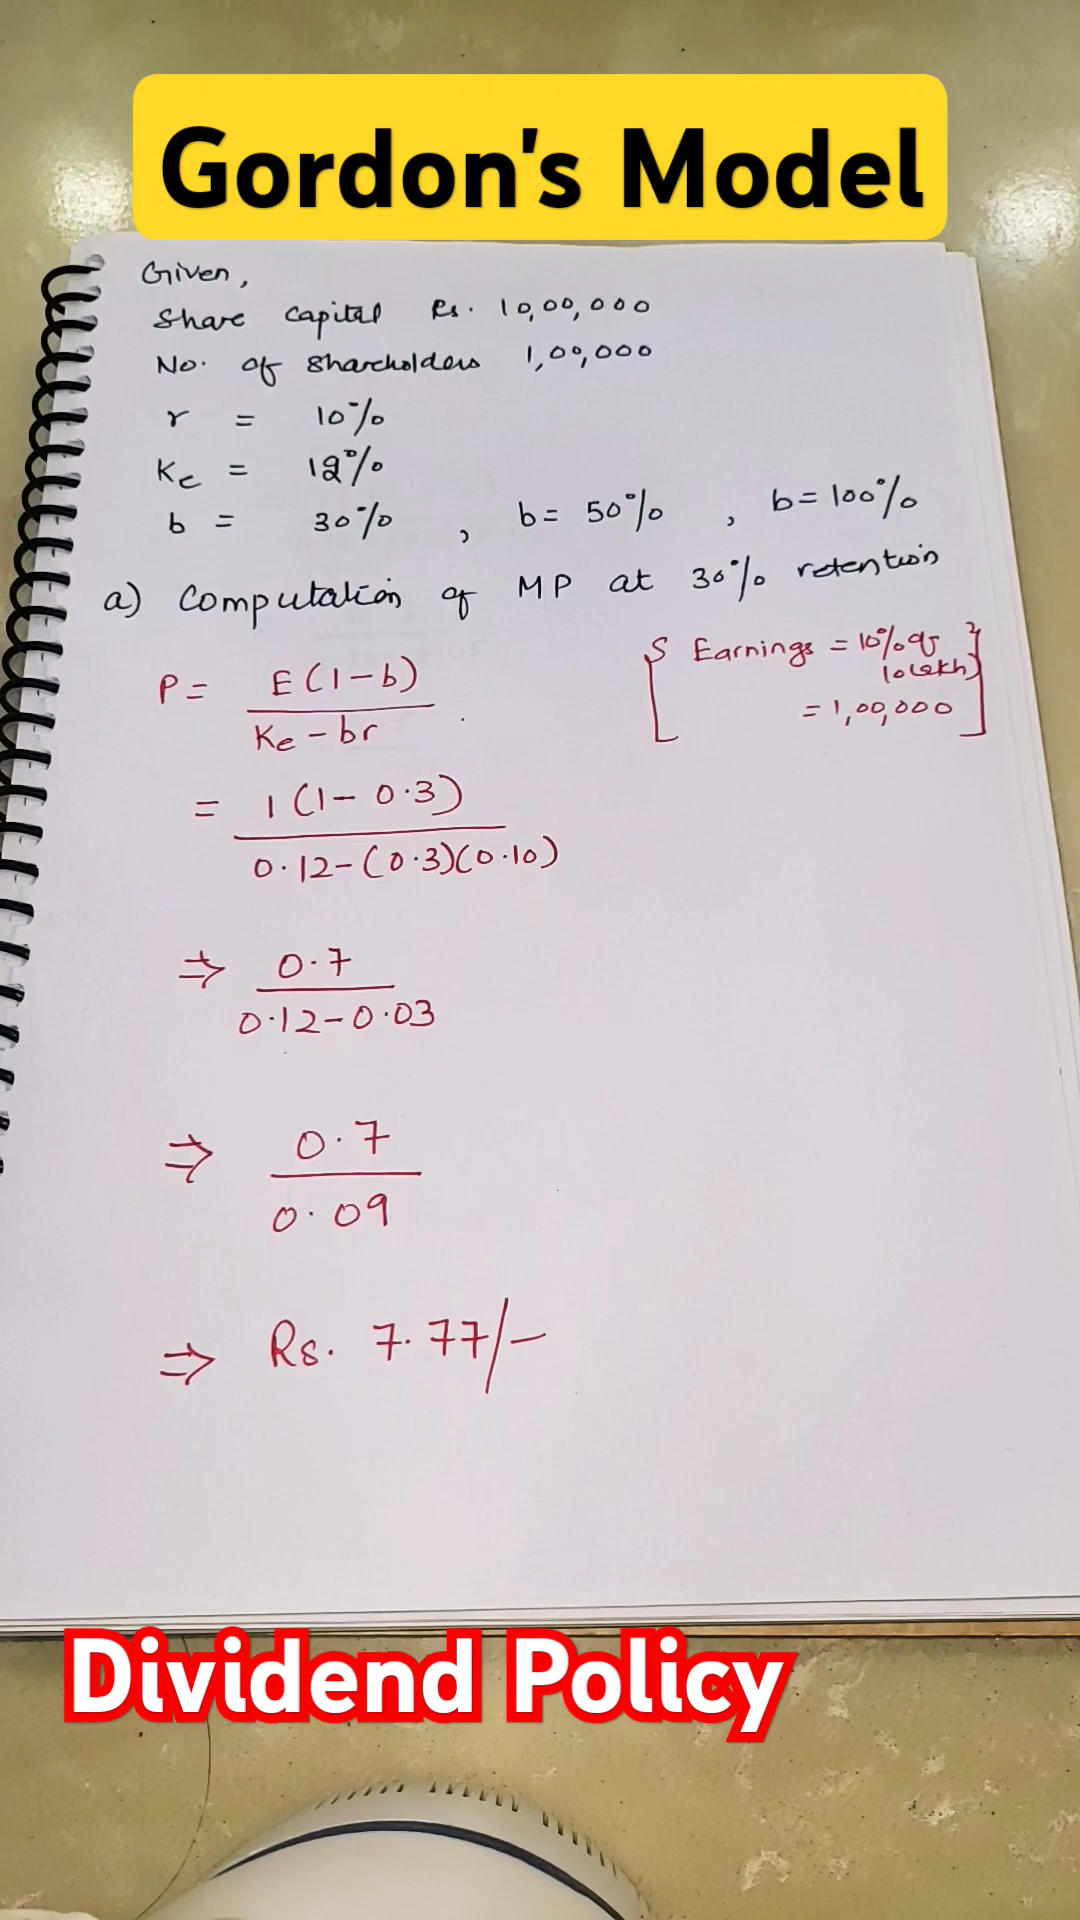 Gordon's Model
Given,
Share capital Rs. 10,00,000
No. of shareholders 1,00,000
r = 10%
Ke = 12%
b = 30% , b = 50% , b = 100%
a) Computation of MP at 30% retention
P = E(1-b)
Ke - br
{ Earnings = 10% of
10 lakh }
= 1,00,000
= 1(1 - 0.3)
0.12 - (0.3)(0.10)
⇒ 0.7
0.12 - 0.03
⇒ 0.7
0.09
⇒ Rs. 7.77/-
Dividend Policy